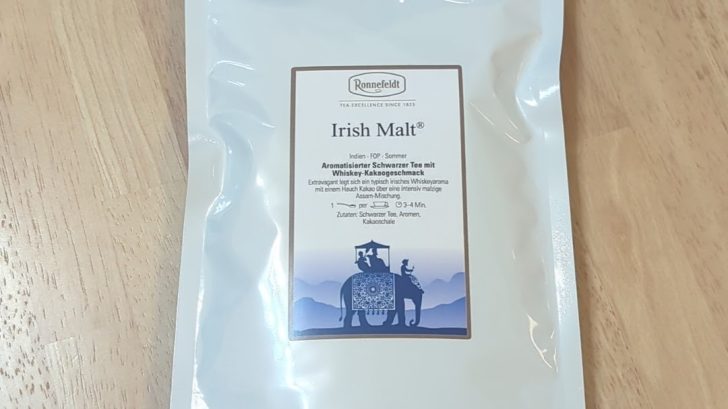 Ronnefeldt
TEA EXCELLENCE SINCE 1823
Irish Malt®
Indien · FOP · Sommer
Aromatisierter Schwarzer Tee mit
Whiskey-Kakaogeschmack
Extravagant legt sich ein typisch irisches Whiskeyaroma
mit einem Hauch Kakao über eine intensiv malzige
Assam-Mischung.
1 per 3-4 Min.
Zutaten: Schwarzer Tee, Aromen,
Kakaoschale